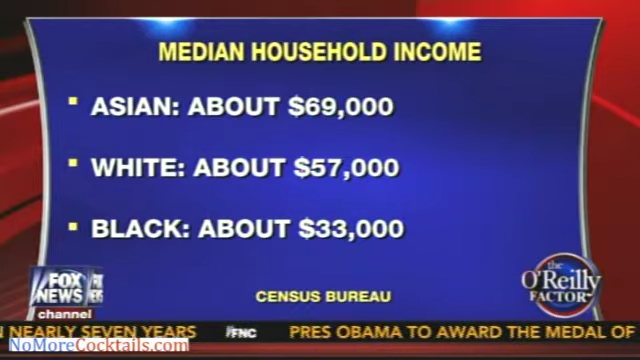 MEDIAN HOUSEHOLD INCOME
ASIAN: ABOUT $69,000
WHITE: ABOUT $57,000
BLACK: ABOUT $33,000
the
O'Reilly
FACTOR
FOX
NEWS
channel
CENSUS BUREAU
N NEARLY SEVEN YEARS FNC PRES OBAMA TO AWARD THE MEDAL OF
NoMoreCocktails.com